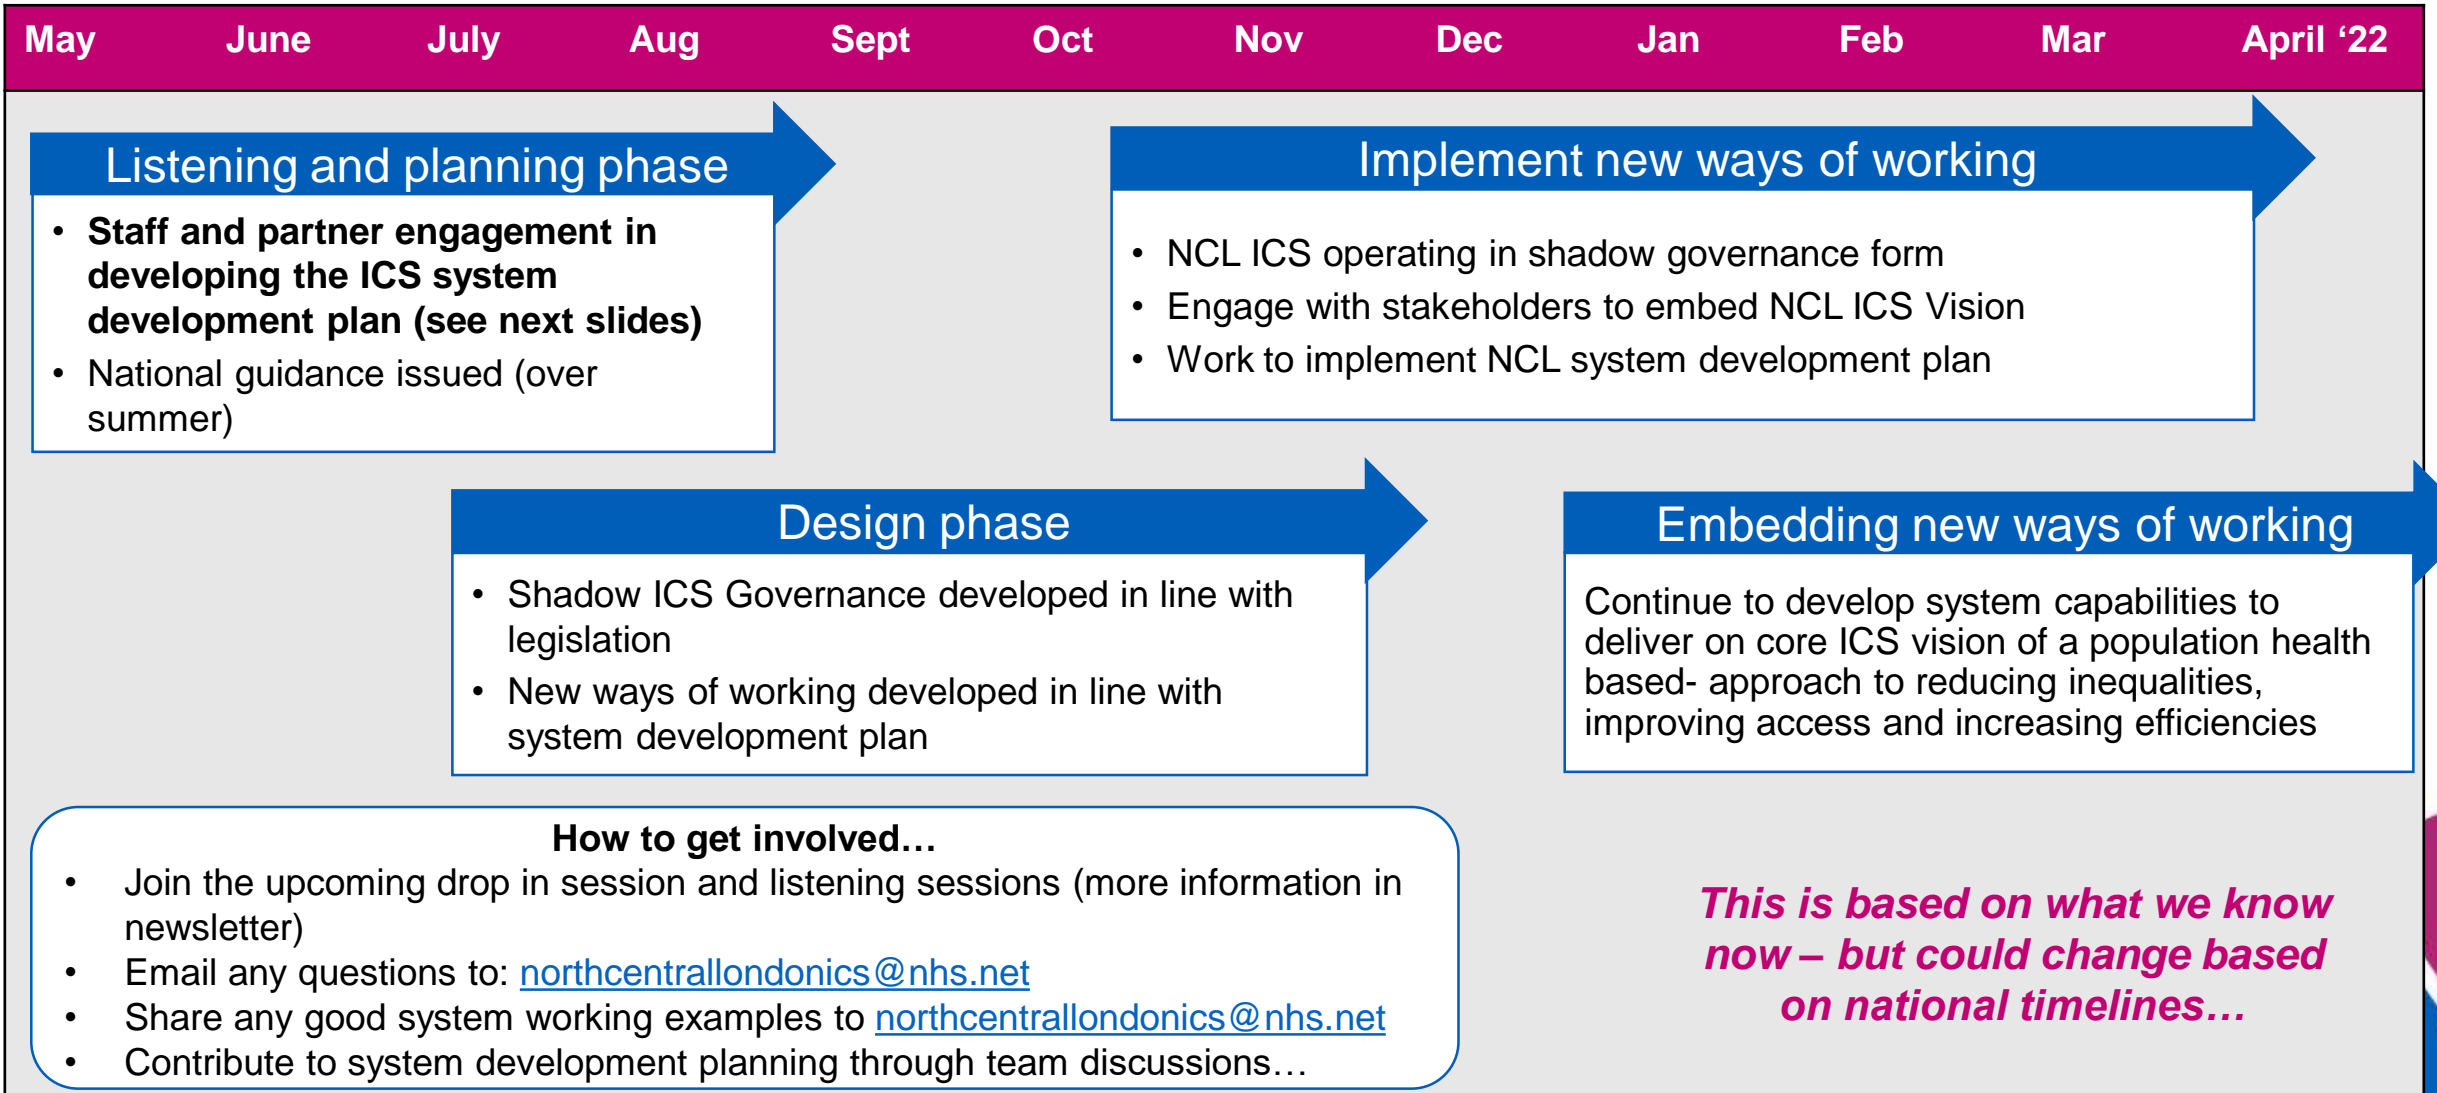 May June July Aug Sept Oct Nov Dec Jan Feb Mar April ‘22
Listening and planning phase
• Staff and partner engagement in
developing the ICS system
development plan (see next slides)
• National guidance issued (over
summer)
Implement new ways of working
• NCL ICS operating in shadow governance form
• Engage with stakeholders to embed NCL ICS Vision
• Work to implement NCL system development plan
Design phase
• Shadow ICS Governance developed in line with
legislation
• New ways of working developed in line with
system development plan
Embedding new ways of working
Continue to develop system capabilities to
deliver on core ICS vision of a population health
based- approach to reducing inequalities,
improving access and increasing efficiencies
How to get involved…
• Join the upcoming drop in session and listening sessions (more information in
newsletter)
• Email any questions to: northcentrallondonics@nhs.net
• Share any good system working examples to northcentrallondonics@nhs.net
• Contribute to system development planning through team discussions…
This is based on what we know
now – but could change based
on national timelines…